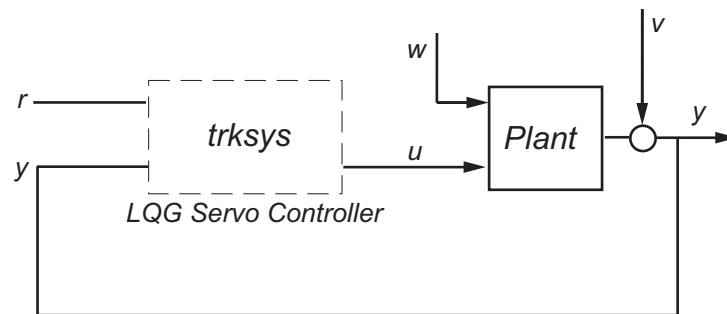 v
w
r
trksys
Plant
y
y
u
LQG Servo Controller